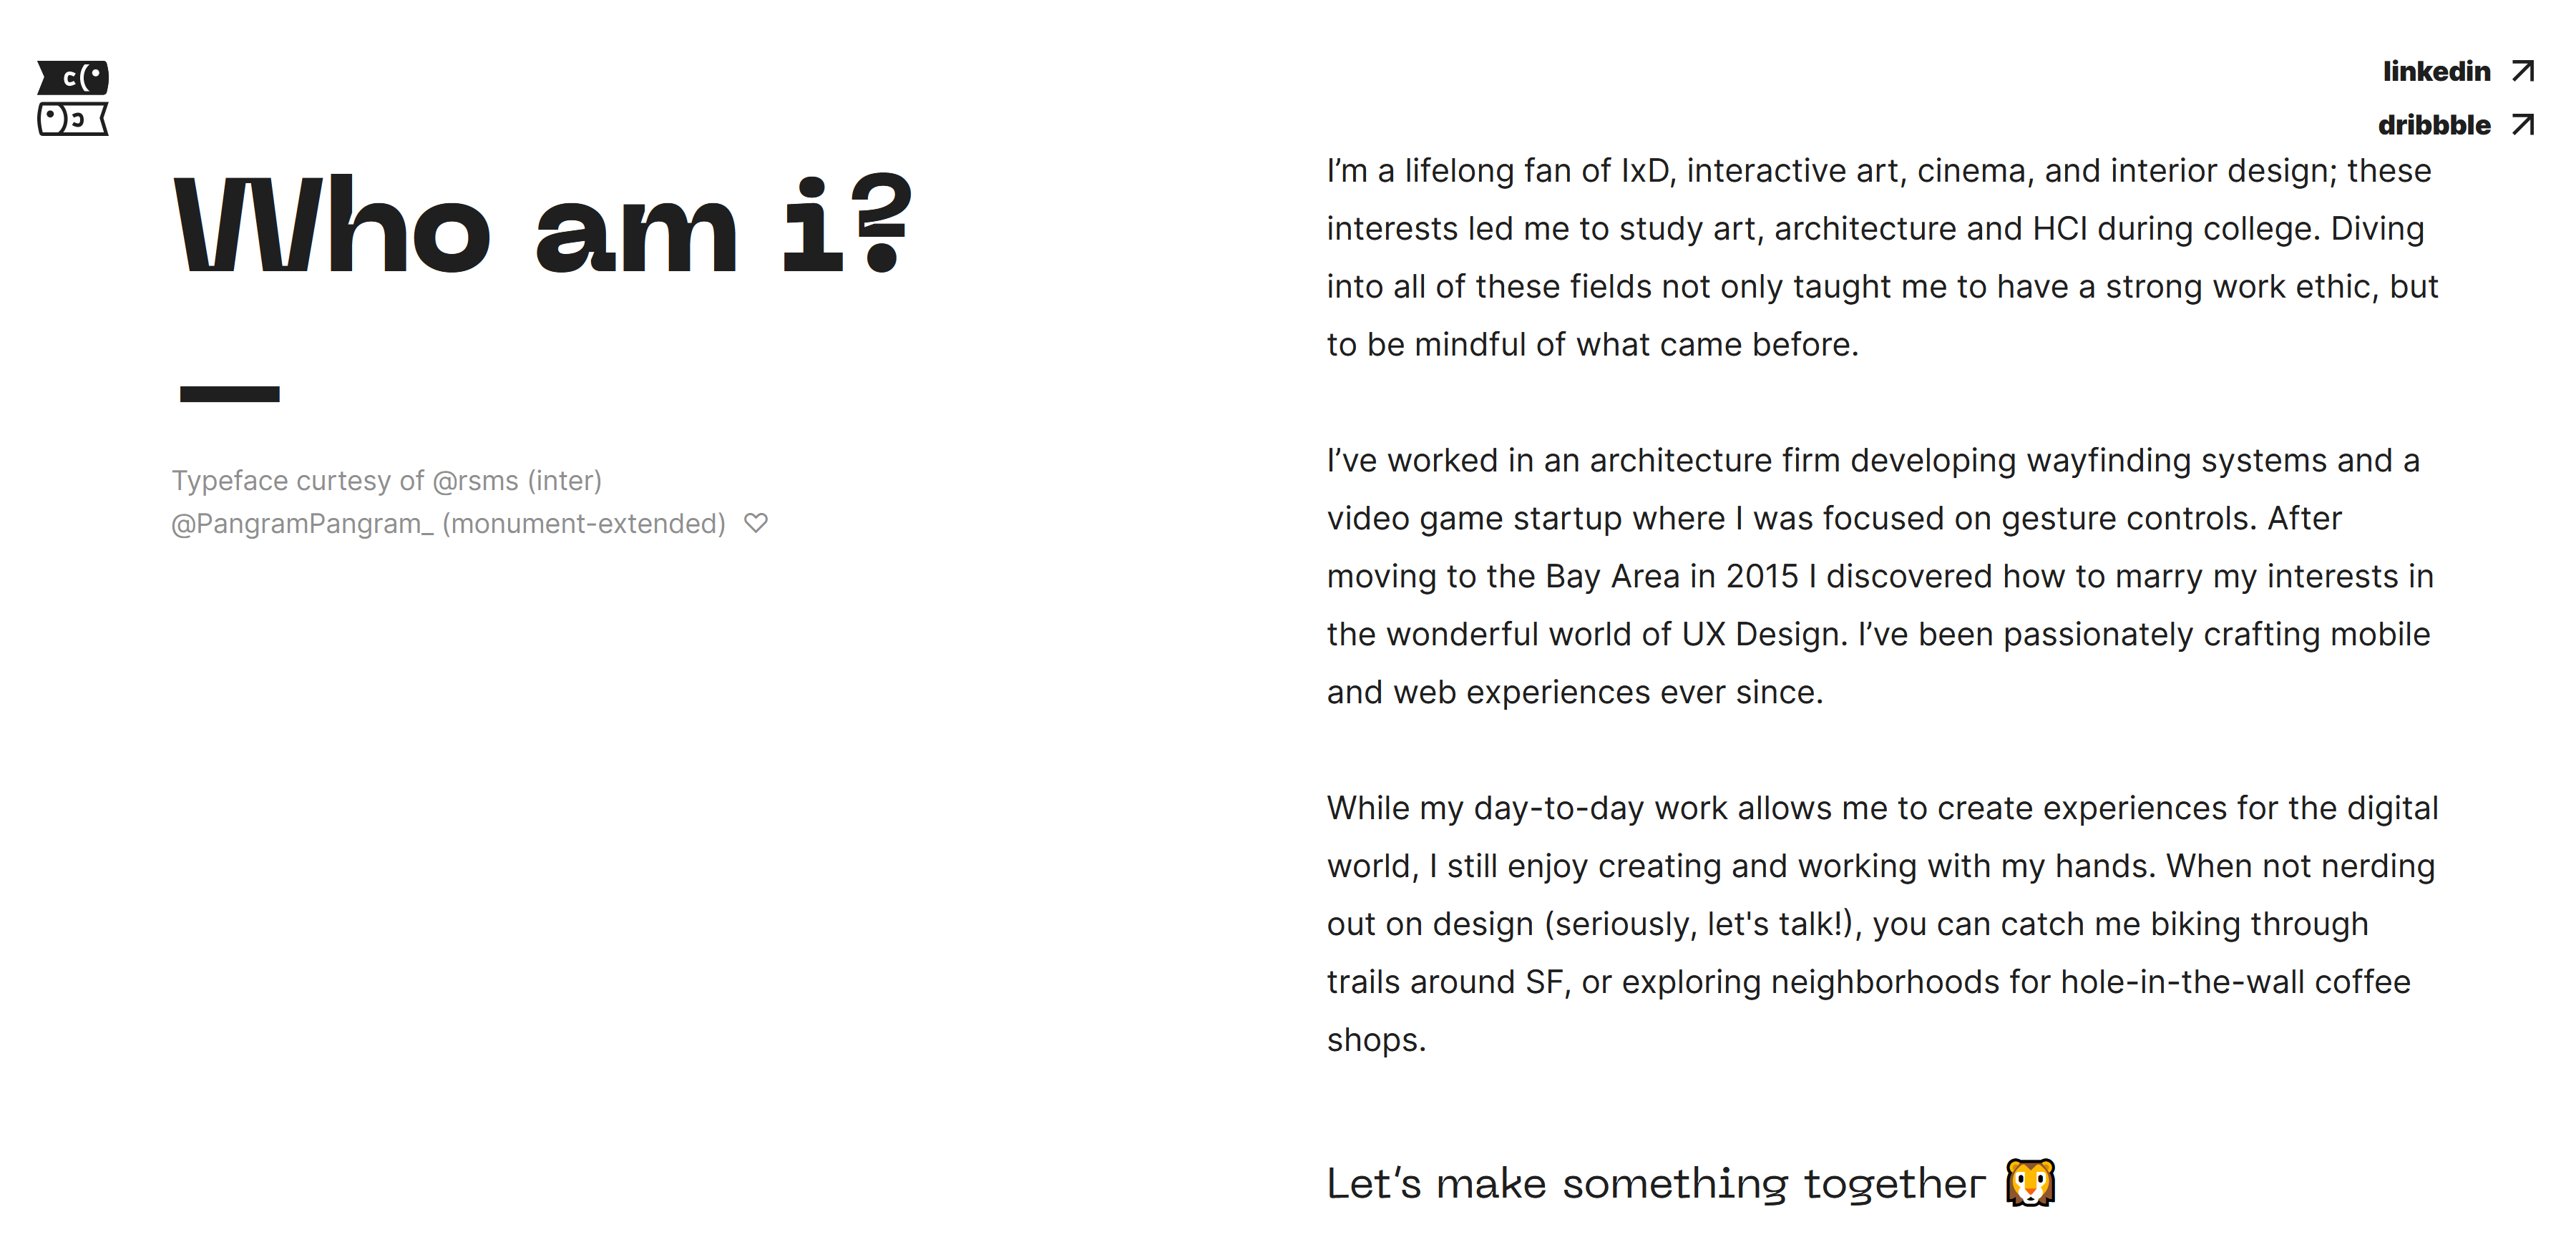 linkedin
dribbble
Who am i?
Typeface curtesy of @rsms (inter)
@PangramPangram_ (monument-extended) ♡
I’m a lifelong fan of IxD, interactive art, cinema, and interior design; these
interests led me to study art, architecture and HCI during college. Diving
into all of these fields not only taught me to have a strong work ethic, but
to be mindful of what came before.
I’ve worked in an architecture firm developing wayfinding systems and a
video game startup where I was focused on gesture controls. After
moving to the Bay Area in 2015 I discovered how to marry my interests in
the wonderful world of UX Design. I’ve been passionately crafting mobile
and web experiences ever since.
While my day-to-day work allows me to create experiences for the digital
world, I still enjoy creating and working with my hands. When not nerding
out on design (seriously, let's talk!), you can catch me biking through
trails around SF, or exploring neighborhoods for hole-in-the-wall coffee
shops.
Let’s make something together 🦁